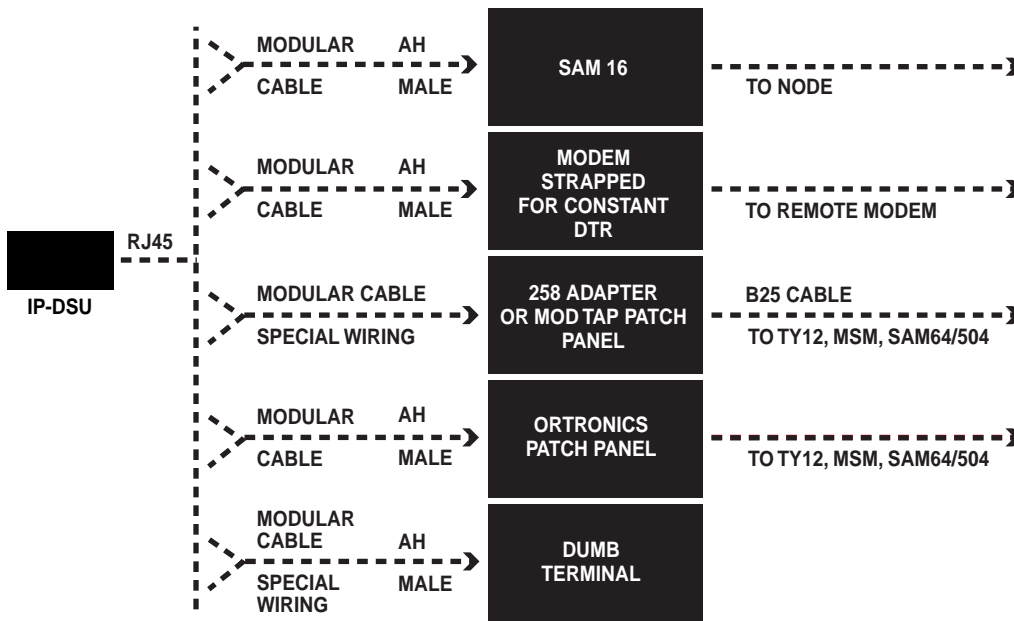 MODULAR AH
CABLE MALE
SAM 16
TO NODE
MODULAR AH
CABLE MALE
MODEM
STRAPPED
FOR CONSTANT
DTR
TO REMOTE MODEM
RJ45
IP-DSU
MODULAR CABLE
SPECIAL WIRING
258 ADAPTER
OR MOD TAP PATCH
PANEL
B25 CABLE
TO TY12, MSM, SAM64/504
MODULAR AH
CABLE MALE
ORTRONICS
PATCH PANEL
TO TY12, MSM, SAM64/504
MODULAR
CABLE AH
SPECIAL MALE
WIRING
DUMB
TERMINAL